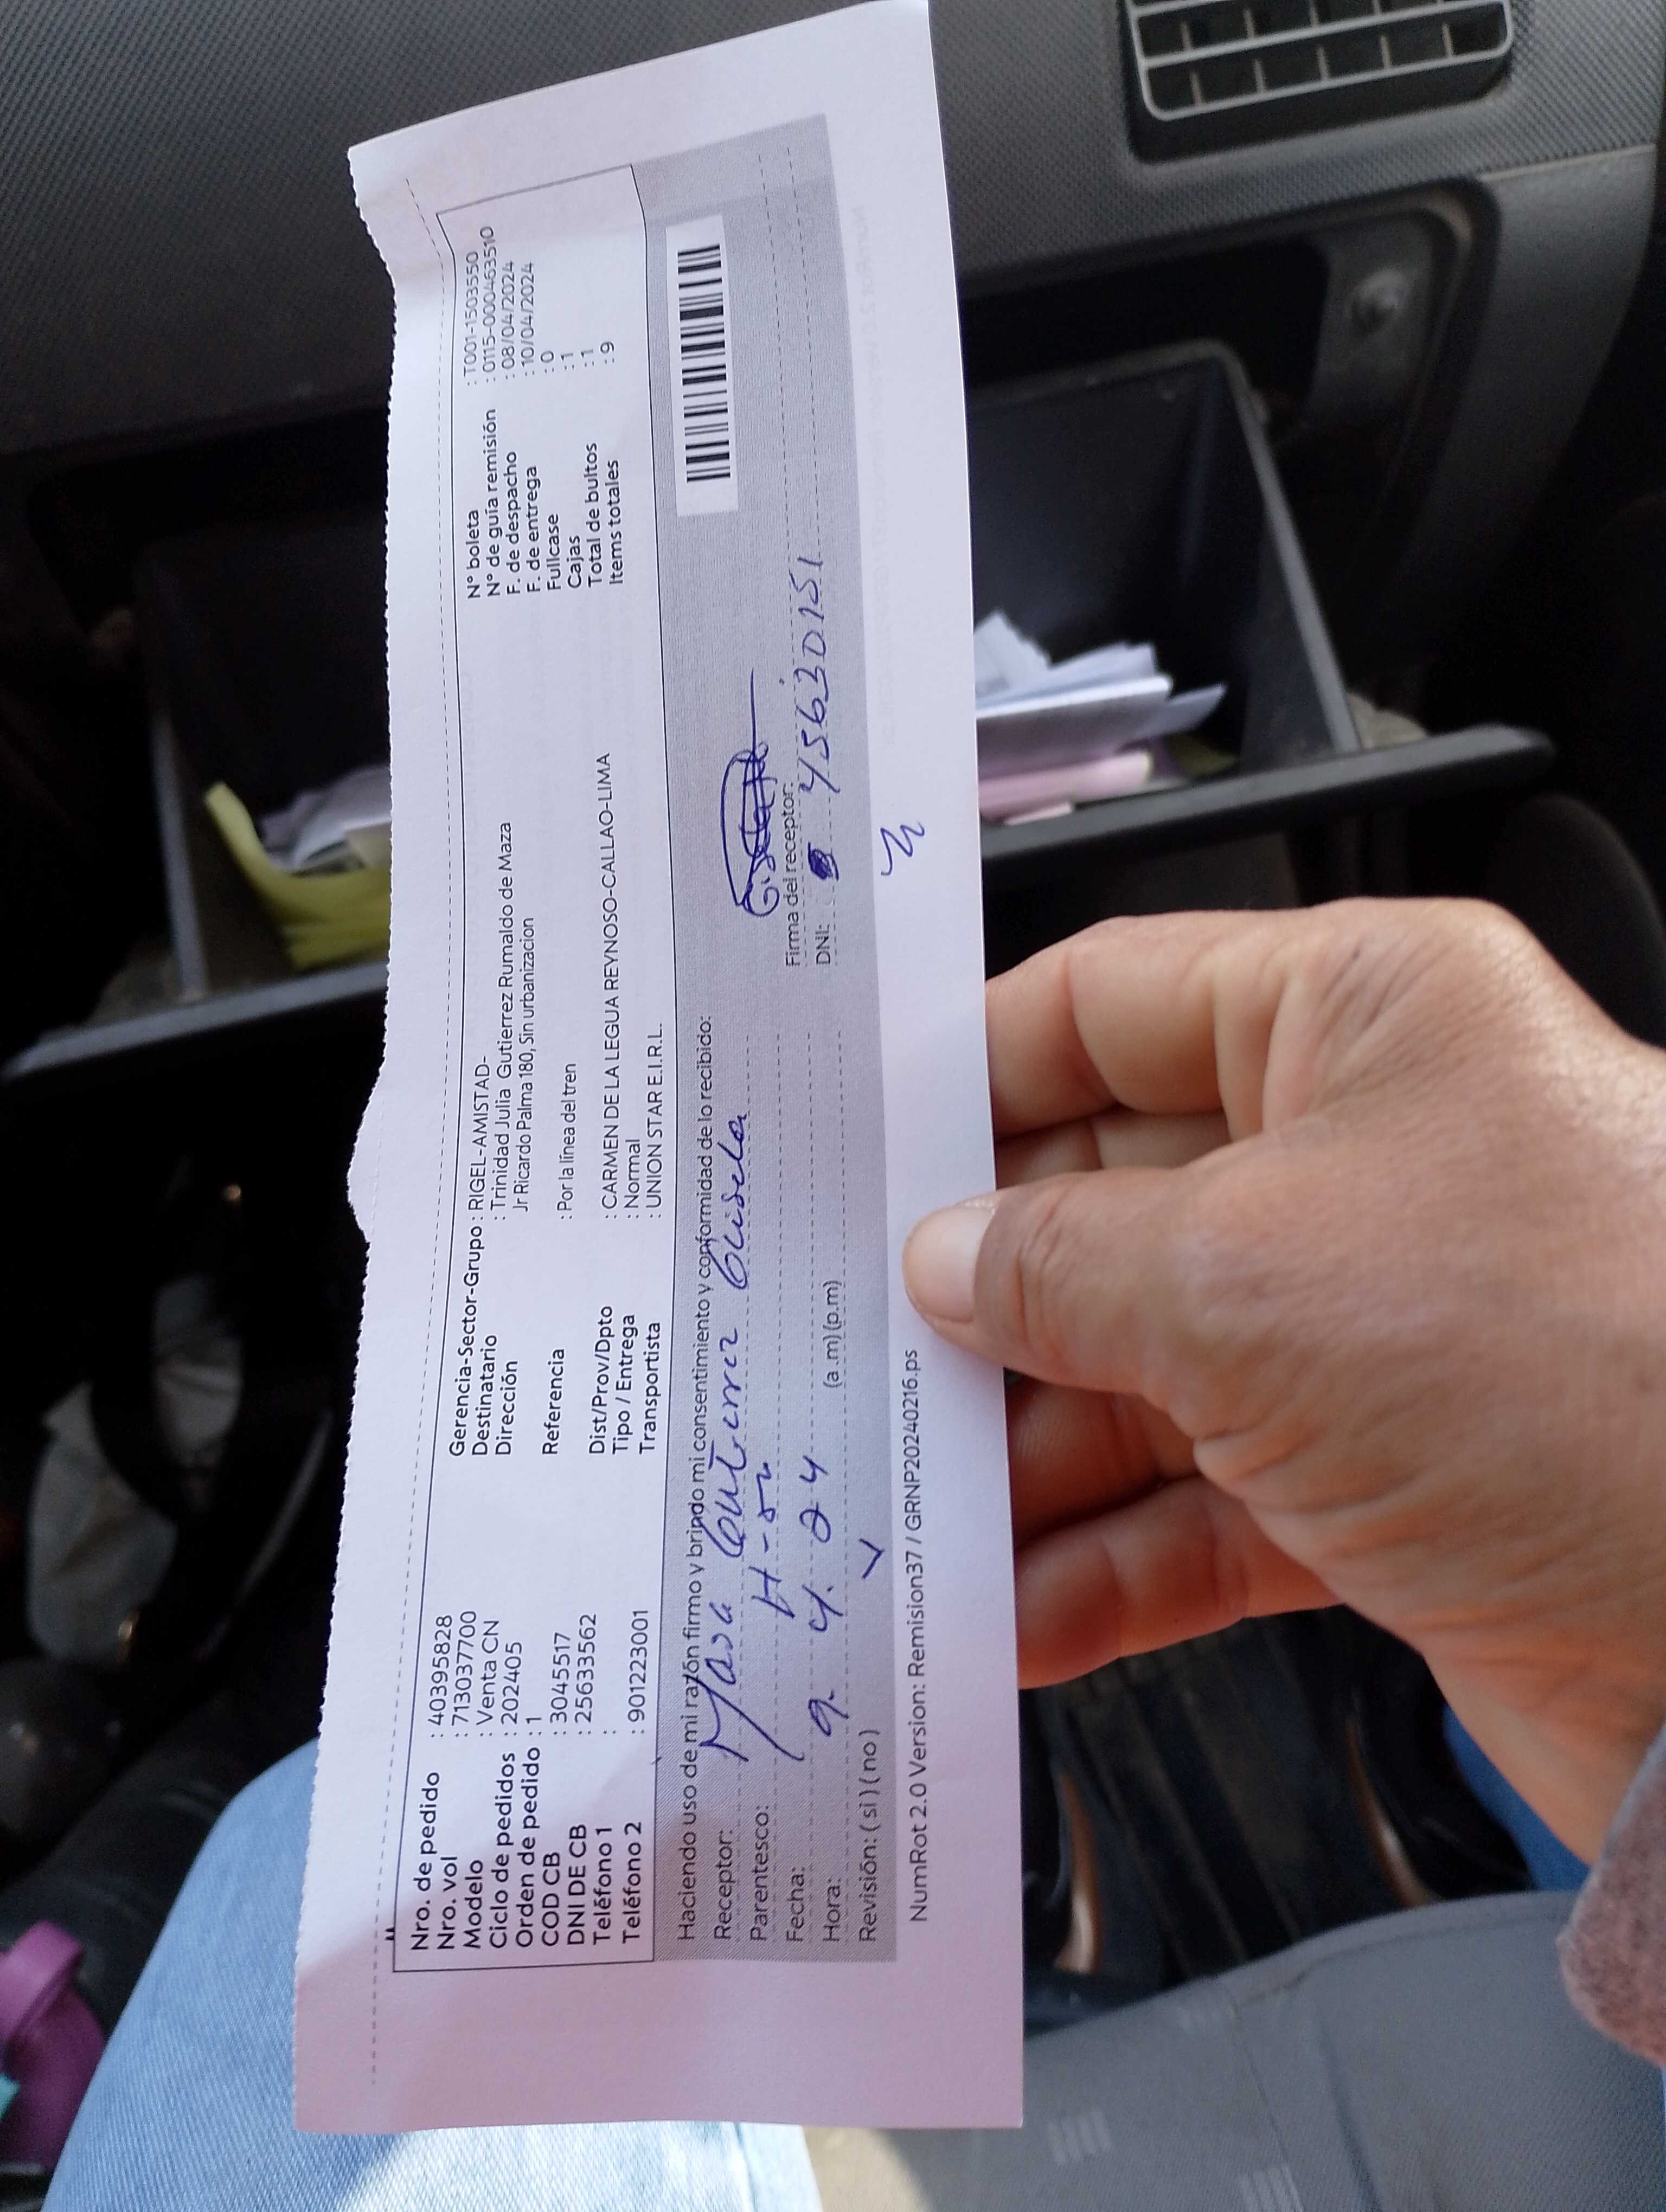 Nro. de pedido : 40395828
Nro. vol : 713037700
Modelo : Venta CN
Ciclo de pedidos : 202405
Orden de pedido : 1
COD CB : 3045517
DNI DE CB : 25633562
Teléfono 1 :
Teléfono 2 : 901223001
Gerencia-Sector-Grupo : RIGEL-AMISTAD-
Destinatario : Trinidad Julia Gutierrez Rumaldo de Maza
Dirección Jr Ricardo Palma 180, Sin urbanizacion
Referencia : Por la línea del tren
Dist/Prov/Dpto : CARMEN DE LA LEGUA REYNOSO-CALLAO-LIMA
Tipo / Entrega : Normal
Transportista : UNION STAR E.I.R.L.
N° boleta : T001-1503550
N° de guía remisión : 0115-000463510
F. de despacho : 08/04/2024
F. de entrega : 10/04/2024
Fullcase : 0
Cajas : 1
Total de bultos : 1
Items totales : 9
Haciendo uso de mi razón firmo y brindo mi consentimiento y conformidad de lo recibido:
Receptor: Maza Gutierrez Gisela
Parentesco:
Fecha: 9. 4. 24
Hora: (a.m) (p.m)
Revisión: ( si ) ( no )
Firma del receptor:
DNI: 45630151
NumRot 2.0 Version: Remision37 / GRNP20240216.ps